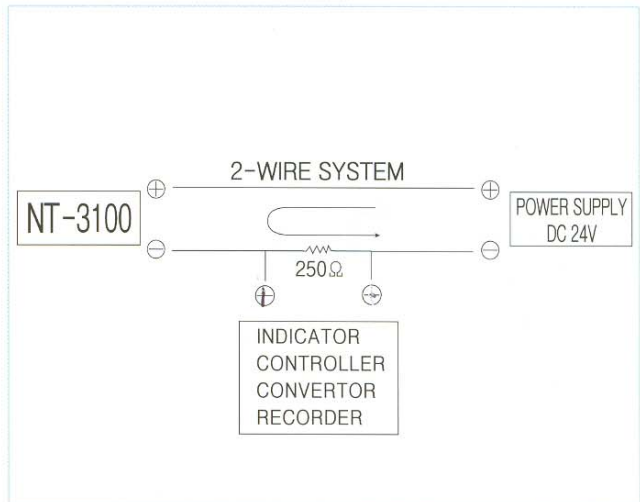 2-WIRE SYSTEM
NT-3100
POWER SUPPLY
DC 24V
250Ω
INDICATOR
CONTROLLER
CONVERTOR
RECORDER